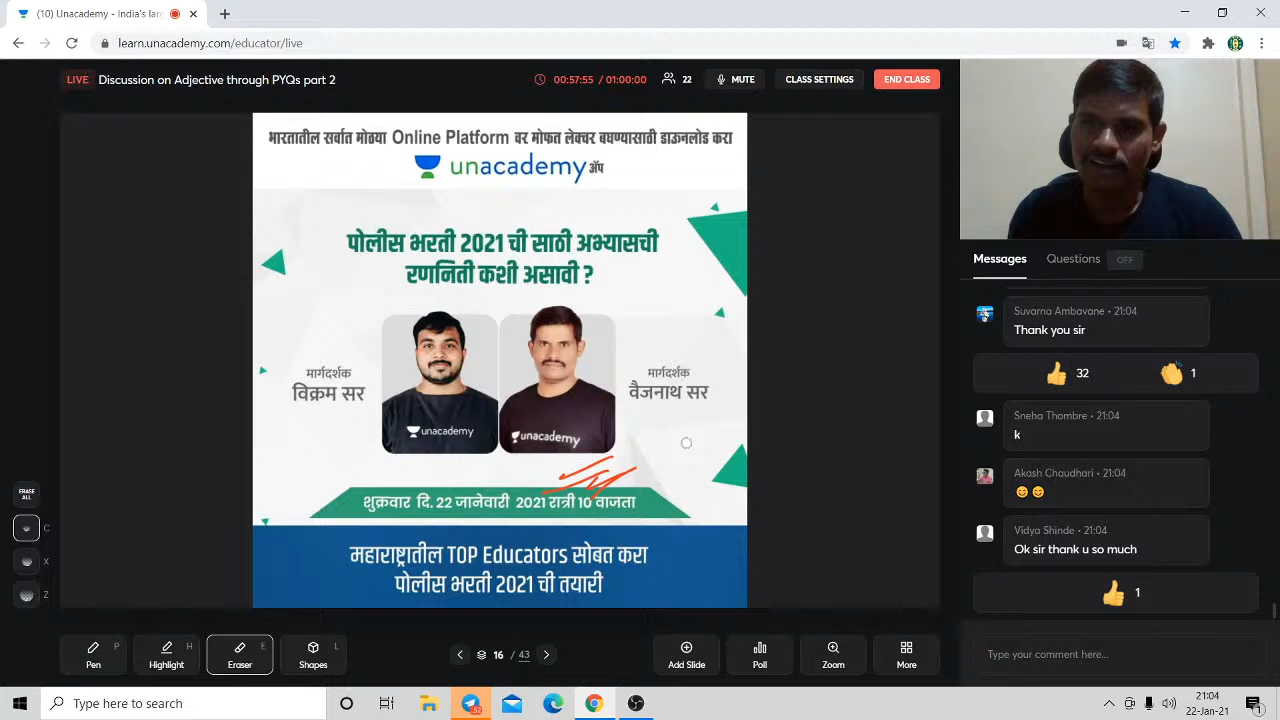 (10) Unacademy - India's lar
learn.unacademy.com/educator/live
LIVE Discussion on Adjective through PYQs part 2
00:57:55 / 01:00:00 22 MUTE CLASS SETTINGS END CLASS
भारतातील सर्वात मोठया Online Platform वर मोफत लेक्चर बघण्यासाठी डाऊनलोड करा
unacademy ॲप
पोलीस भरती 2021 ची साठी अभ्यासची
रणनिती कशी असावी ?
मार्गदर्शक
विक्रम सर
unacademy
unacademy
मार्गदर्शक
वैजनाथ सर
शुक्रवार दि. 22 जानेवारी 2021 रात्री 10 वाजता
महाराष्ट्रातील TOP Educators सोबत करा
पोलीस भरती 2021 ची तयारी
ERASE
ALL
C
X
Z
Pen P
Highlight H
Eraser E
Shapes L
16 / 43
Add Slide
Poll
Zoom
More
Messages Questions OFF
Suvarna Ambavane • 21:04
Thank you sir
32 1
Sneha Thombre • 21:04
k
Akash Chaudhari • 21:04
Vidya Shinde • 21:04
Ok sir thank u so much
1
Type your comment here...
Type here to search
52
21:04
22-Jan-21
1